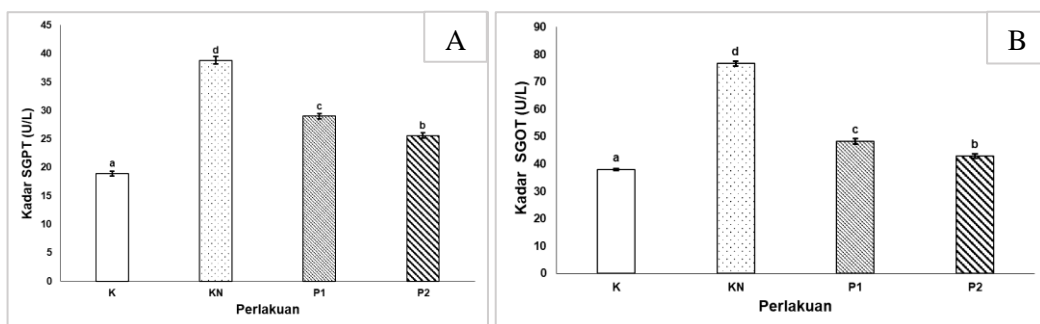 A
Kadar SGPT (U/L)
45
40
35
30
25
20
15
10
5
0
a
d
c
b
K KN P1 P2
Perlakuan
B
Kadar SGOT (U/L)
90
80
70
60
50
40
30
20
10
0
a
d
c
b
K KN P1 P2
Perlakuan